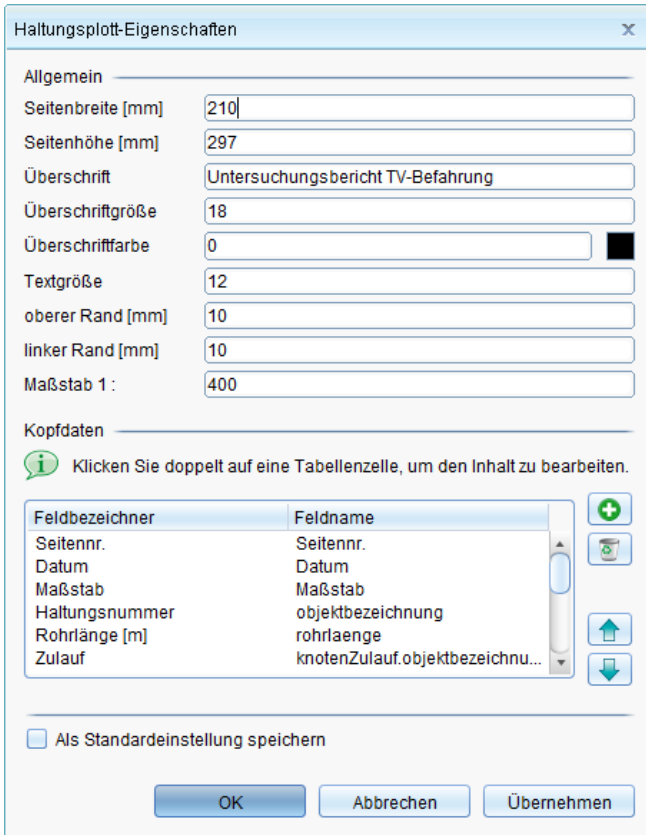 Haltungsplott-Eigenschaften x
Allgemein
Seitenbreite [mm] 210
Seitenhöhe [mm] 297
Überschrift Untersuchungsbericht TV-Befahrung
Überschriftgröße 18
Überschriftfarbe 0
Textgröße 12
oberer Rand [mm] 10
linker Rand [mm] 10
Maßstab 1 : 400
Kopfdaten
Klicken Sie doppelt auf eine Tabellenzelle, um den Inhalt zu bearbeiten.
Feldbezeichner Feldname
Seitennr. Seitennr.
Datum Datum
Maßstab Maßstab
Haltungsnummer objektbezeichnung
Rohrlänge [m] rohrlaenge
Zulauf knotenZulauf.objektbezeichnu...
Als Standardeinstellung speichern
OK Abbrechen Übernehmen